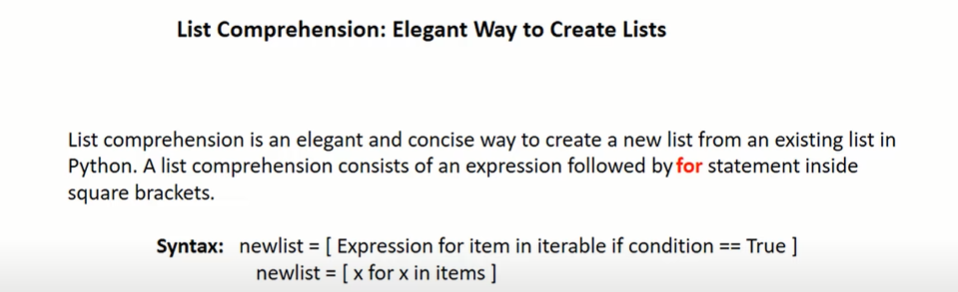 List Comprehension: Elegant Way to Create Lists
List comprehension is an elegant and concise way to create a new list from an existing list in
Python. A list comprehension consists of an expression followed by for statement inside
square brackets.
Syntax: newlist = [ Expression for item in iterable if condition == True ]
newlist = [ x for x in items ]